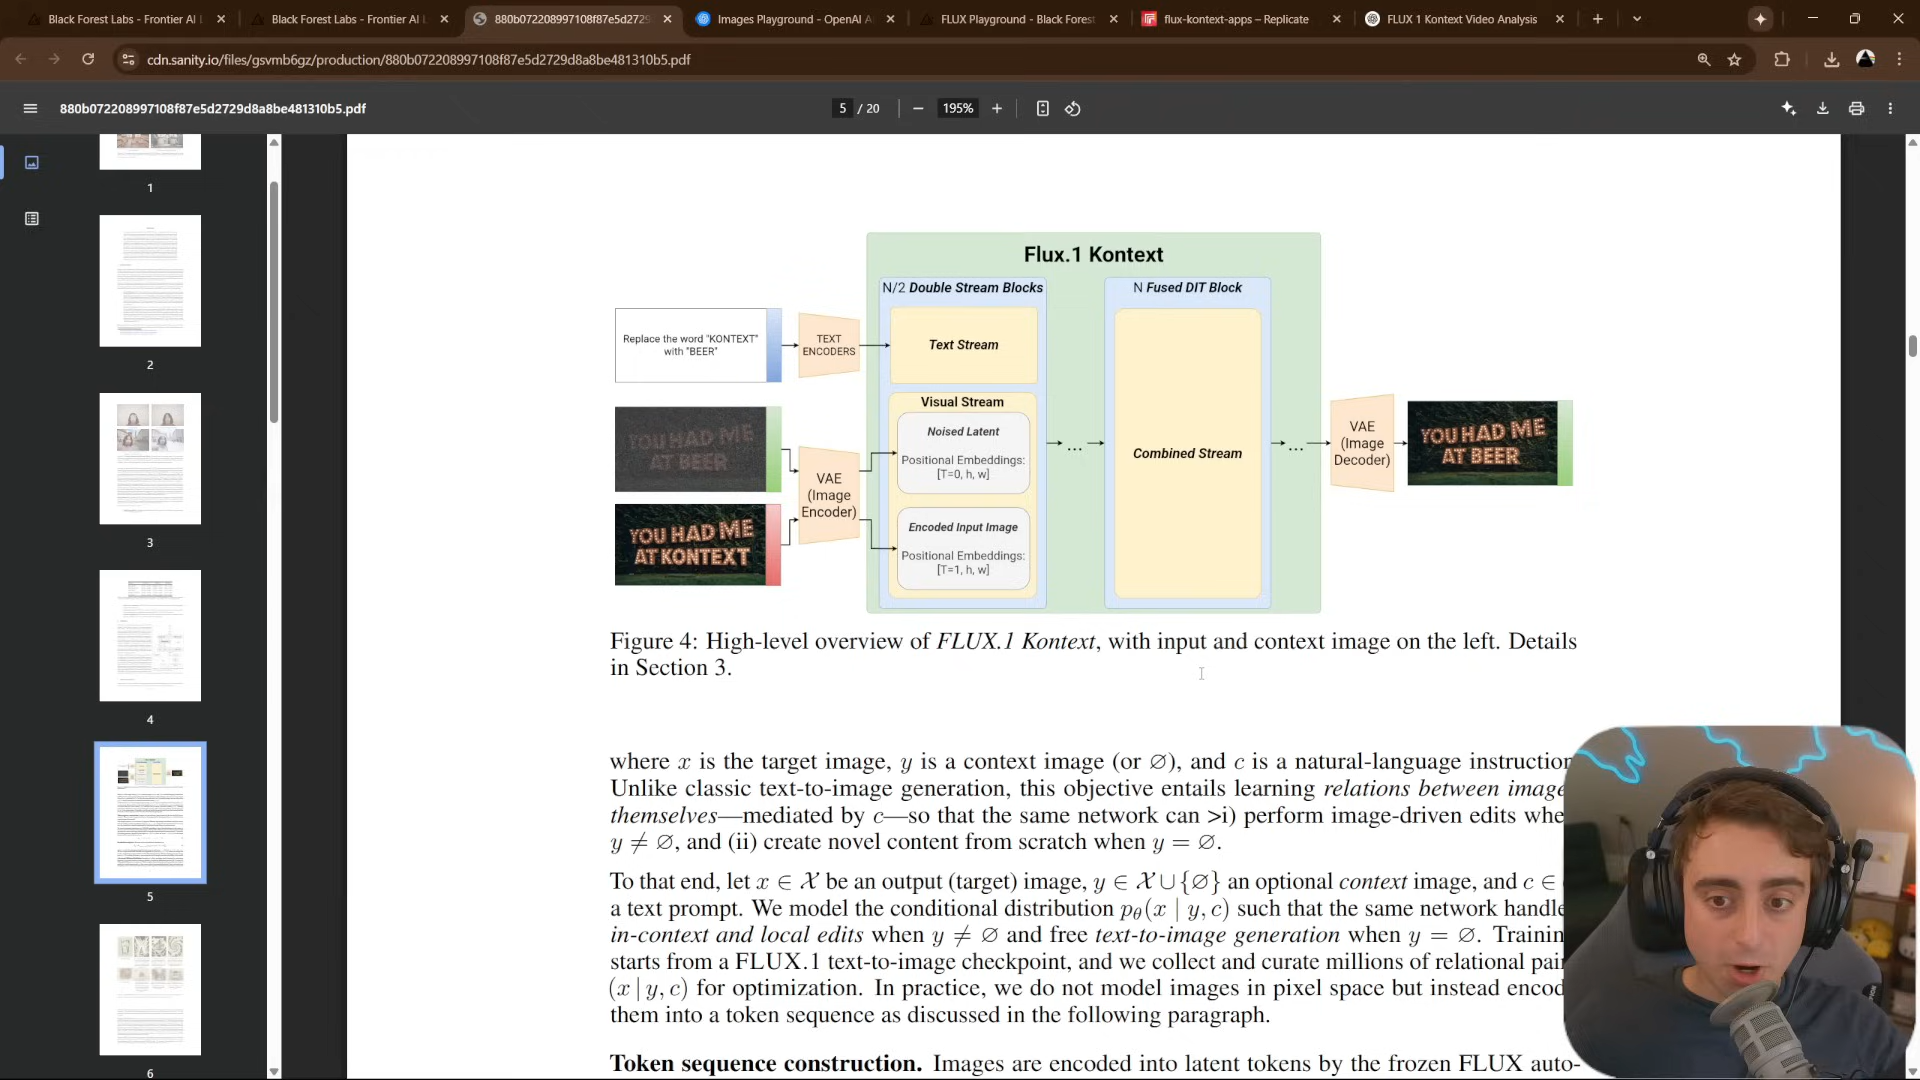 Black Forest Labs - Frontier AI L
Black Forest Labs - Frontier AI L
880b072208997108f87e5d2729
Images Playground - OpenAI A
FLUX Playground - Black Forest
flux-kontext-apps – Replicate
FLUX 1 Kontext Video Analysis
cdn.sanity.io/files/gsvmb6gz/production/880b072208997108f87e5d2729d8a8be481310b5.pdf
880b072208997108f87e5d2729d8a8be481310b5.pdf
5 / 20
195%
1
2
3
4
5
6
Flux.1 Kontext
N/2 Double Stream Blocks
N Fused DIT Block
Replace the word "KONTEXT"
with "BEER"
TEXT
ENCODERS
Text Stream
Visual Stream
Noised Latent
Positional Embeddings:
[T=0, h, w]
YOU HAD ME
AT BEER
VAE
(Image
Encoder)
Encoded Input Image
Positional Embeddings:
[T=1, h, w]
YOU HAD ME
AT KONTEXT
...
Combined Stream
...
VAE
(Image
Decoder)
YOU HAD ME
AT BEER
Figure 4: High-level overview of FLUX.1 Kontext, with input and context image on the left. Details
in Section 3.
where x is the target image, y is a context image (or ∅), and c is a natural-language instruction
Unlike classic text-to-image generation, this objective entails learning relations between image
themselves—mediated by c—so that the same network can >i) perform image-driven edits whe
y ≠ ∅, and (ii) create novel content from scratch when y = ∅.
To that end, let x ∈ X be an output (target) image, y ∈ X ∪ {∅} an optional context image, and c ∈
a text prompt. We model the conditional distribution pθ(x | y, c) such that the same network handle
in-context and local edits when y ≠ ∅ and free text-to-image generation when y = ∅. Trainin
starts from a FLUX.1 text-to-image checkpoint, and we collect and curate millions of relational pai
(x | y, c) for optimization. In practice, we do not model images in pixel space but instead encod
them into a token sequence as discussed in the following paragraph.
Token sequence construction. Images are encoded into latent tokens by the frozen FLUX auto-